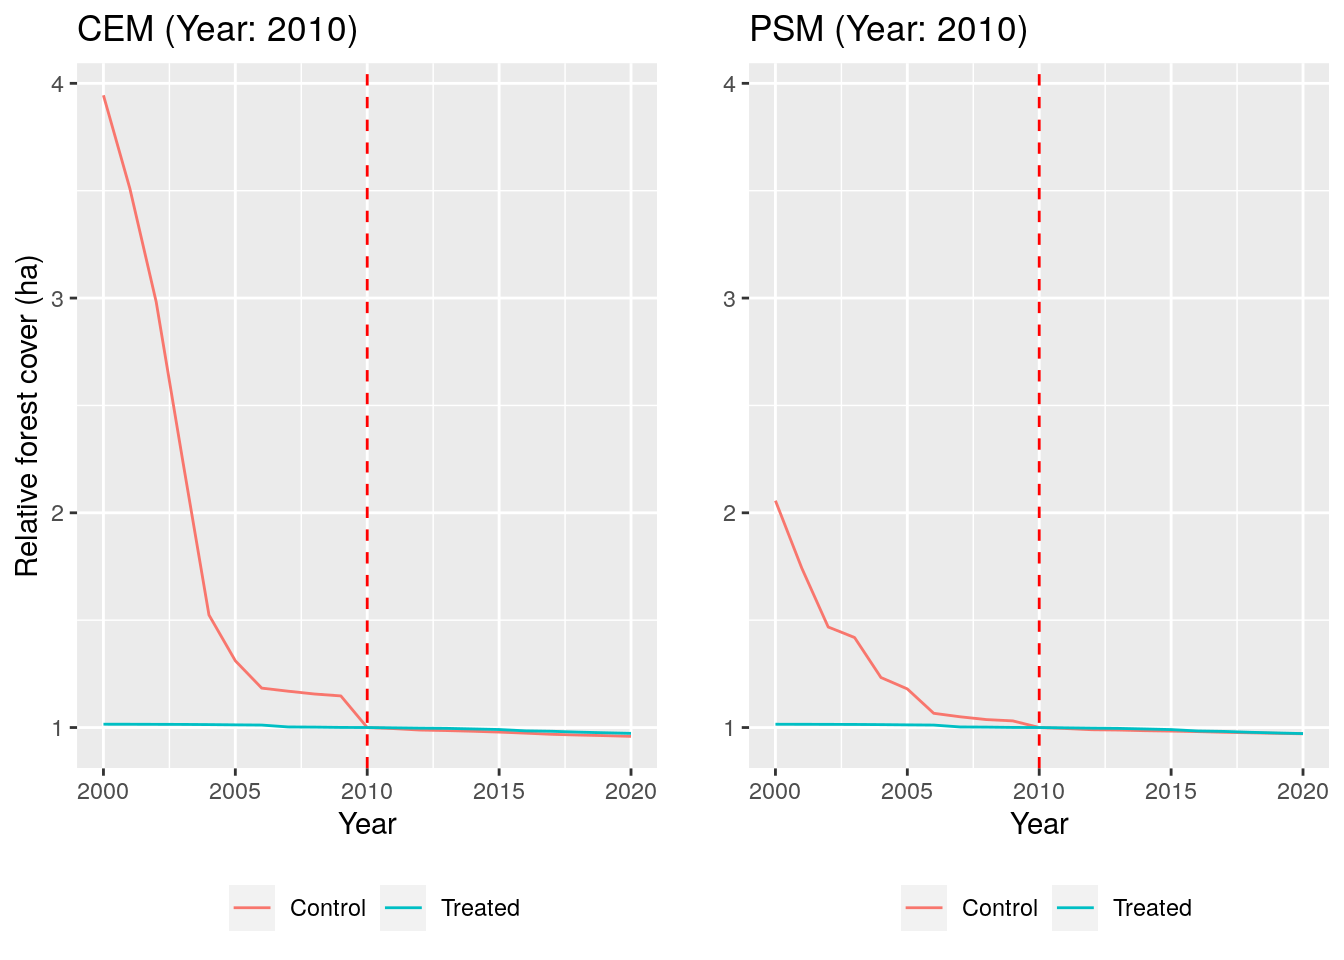 CEM (Year: 2010)
Relative forest cover (ha)
4
3
2
1
2000 2005 2010 2015 2020
Year
Control Treated
PSM (Year: 2010)
4
3
2
1
2000 2005 2010 2015 2020
Year
Control Treated